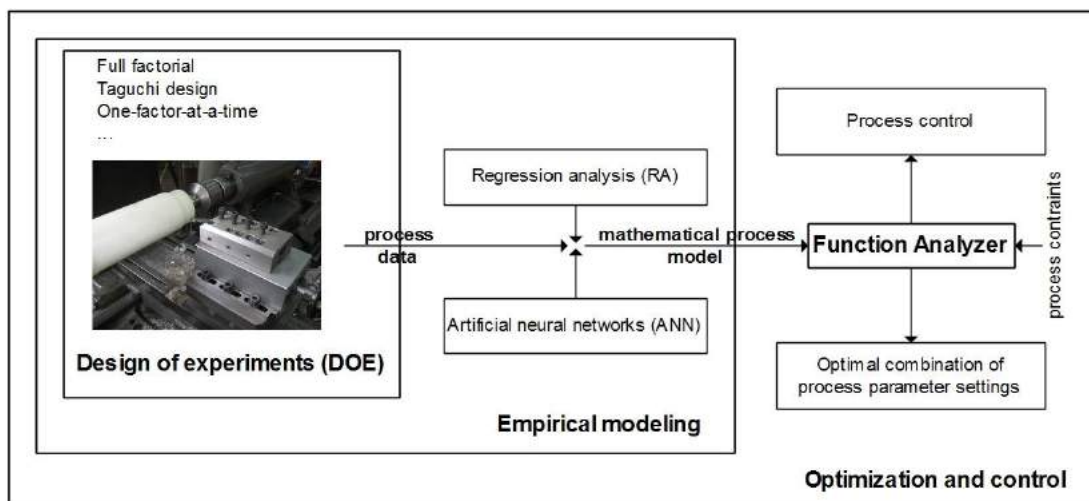 Full factorial
Taguchi design
One-factor-at-a-time
...
Design of experiments (DOE)
process
data
Regression analysis (RA)
Artificial neural networks (ANN)
mathematical process
model
Empirical modeling
Process control
Function Analyzer
process contraints
Optimal combination of
process parameter settings
Optimization and control